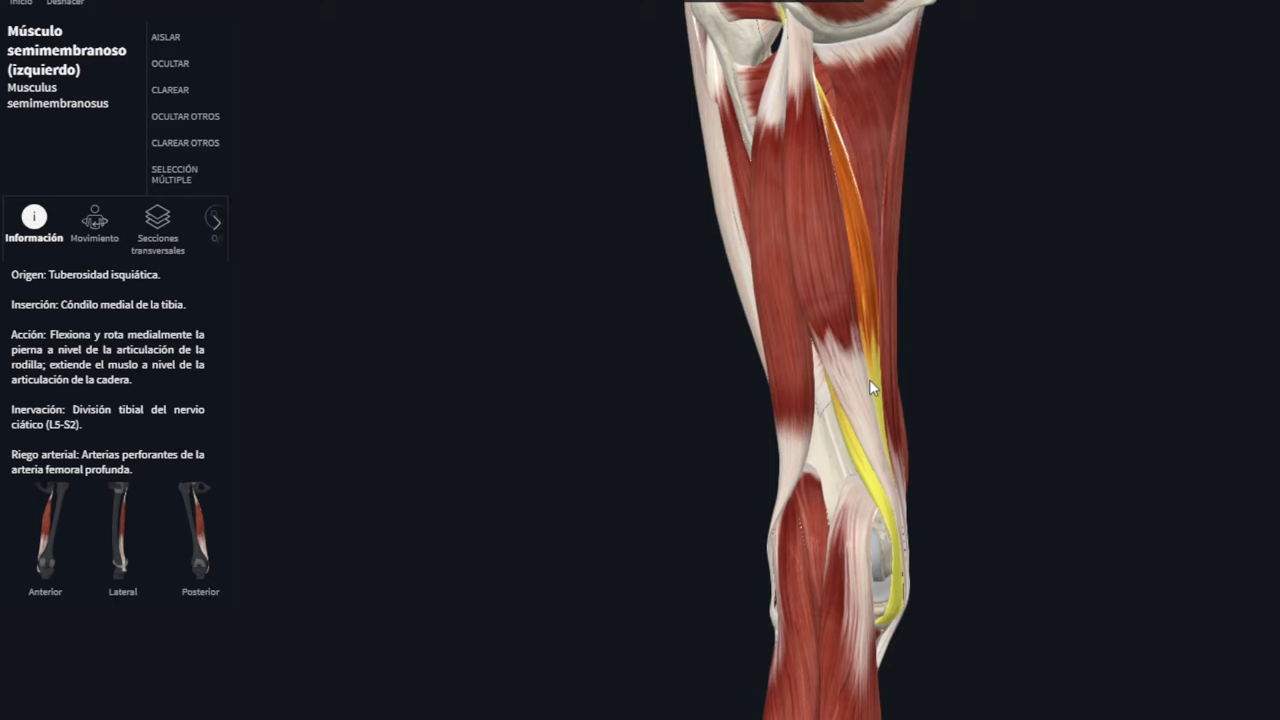 Inicio
Deshacer
Músculo
semimembranoso
(izquierdo)
Musculus
semimembranosus
AISLAR
OCULTAR
CLAREAR
OCULTAR OTROS
CLAREAR OTROS
SELECCIÓN
MÚLTIPLE
Información
Movimiento
Secciones
transversales
Origen: Tuberosidad isquiática.
Inserción: Cóndilo medial de la tibia.
Acción: Flexiona y rota medialmente la
pierna a nivel de la articulación de la
rodilla; extiende el muslo a nivel de la
articulación de la cadera.
Inervación: División tibial del nervio
ciático (L5-S2).
Riego arterial: Arterias perforantes de la
arteria femoral profunda.
Anterior
Lateral
Posterior